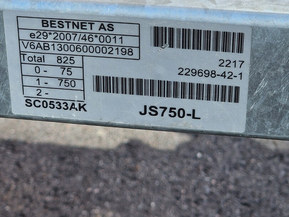 BESTNET AS
e29*2007/46*0011
V6AB1300600002198
Total 825
0- 75
1- 750
2-
2217
229698-42-1
SC0533AK
JS750-L